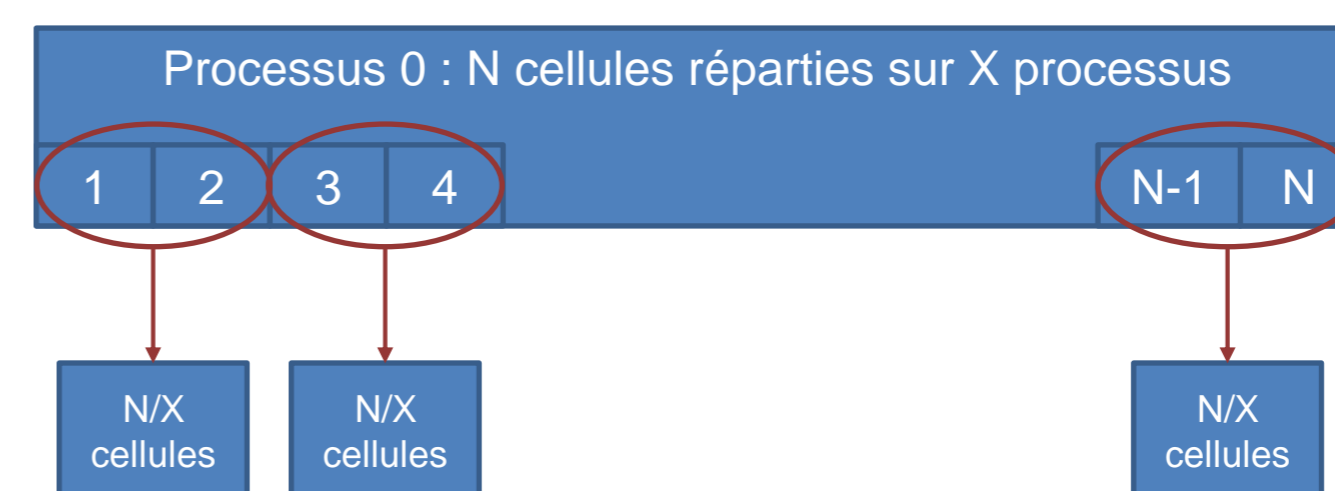 Processus 0 : N cellules réparties sur X processus
1 2 3 4 N-1 N
N/X N/X N/X
cellules cellules cellules